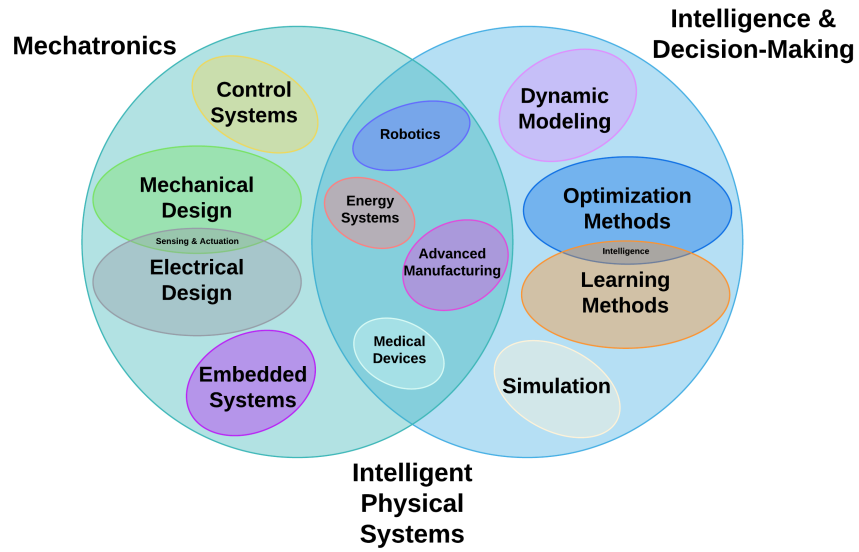 Mechatronics
Intelligence &
Decision-Making
Control
Systems
Mechanical
Design
Sensing & Actuation
Electrical
Design
Embedded
Systems
Robotics
Energy
Systems
Advanced
Manufacturing
Medical
Devices
Dynamic
Modeling
Optimization
Methods
Intelligence
Learning
Methods
Simulation
Intelligent
Physical
Systems